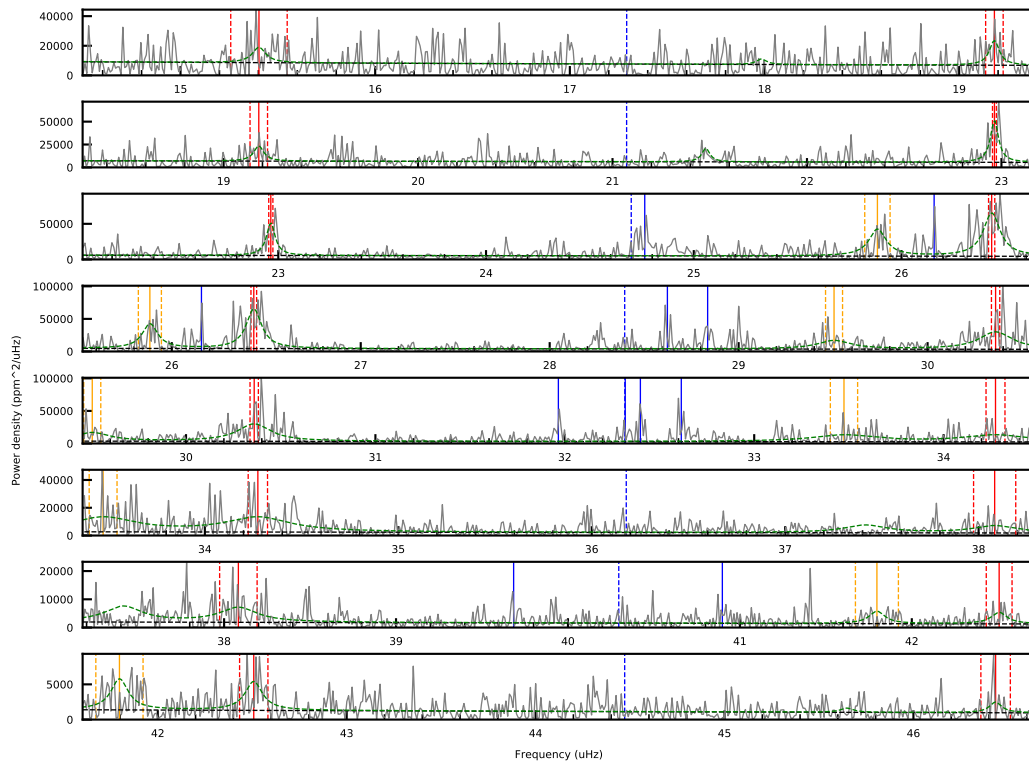 40000
20000
0
15 16 17 18 19
50000
25000
0
19 20 21 22 23
50000
0
23 24 25 26
100000
50000
0
26 27 28 29 30
100000
50000
0
30 31 32 33 34
40000
20000
0
34 35 36 37 38
20000
10000
0
38 39 40 41 42
5000
0
42 43 44 45 46
Power density (ppm^2/uHz)
Frequency (uHz)